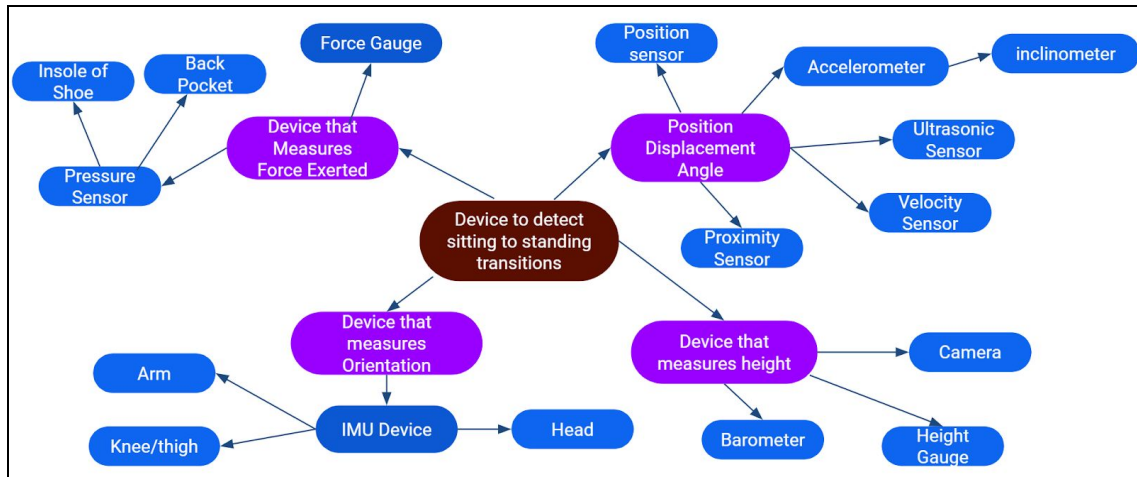 Force Gauge
Insole of
Shoe
Back
Pocket
Device that
Measures
Force Exerted
Pressure
Sensor
Position
sensor
Accelerometer
inclinometer
Position
Displacement
Angle
Ultrasonic
Sensor
Velocity
Sensor
Proximity
Sensor
Device to detect
sitting to standing
transitions
Device that
measures
Orientation
Arm
Knee/thigh
IMU Device
Head
Device that
measures height
Camera
Barometer
Height
Gauge